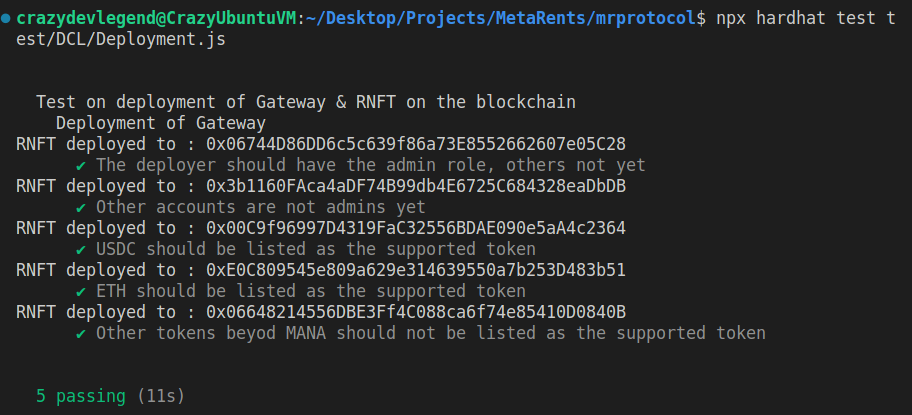 crazydevlegend@CrazyUbuntuVM:~/Desktop/Projects/MetaRents/mrprotocol$ npx hardhat test t
est/DCL/Deployment.js
Test on deployment of Gateway & RNFT on the blockchain
Deployment of Gateway
RNFT deployed to : 0x06744D86DD6c5c639f86a73E8552662607e05C28
✔ The deployer should have the admin role, others not yet
RNFT deployed to : 0x3b1160FAca4aDF74B99db4E6725C684328eaDbDB
✔ Other accounts are not admins yet
RNFT deployed to : 0x00C9f96997D4319FaC32556BDAE090e5aA4c2364
✔ USDC should be listed as the supported token
RNFT deployed to : 0xE0C809545e809a629e314639550a7b253D483b51
✔ ETH should be listed as the supported token
RNFT deployed to : 0x06648214556DBE3Ff4C088ca6f74e85410D0840B
✔ Other tokens beyod MANA should not be listed as the supported token
5 passing (11s)